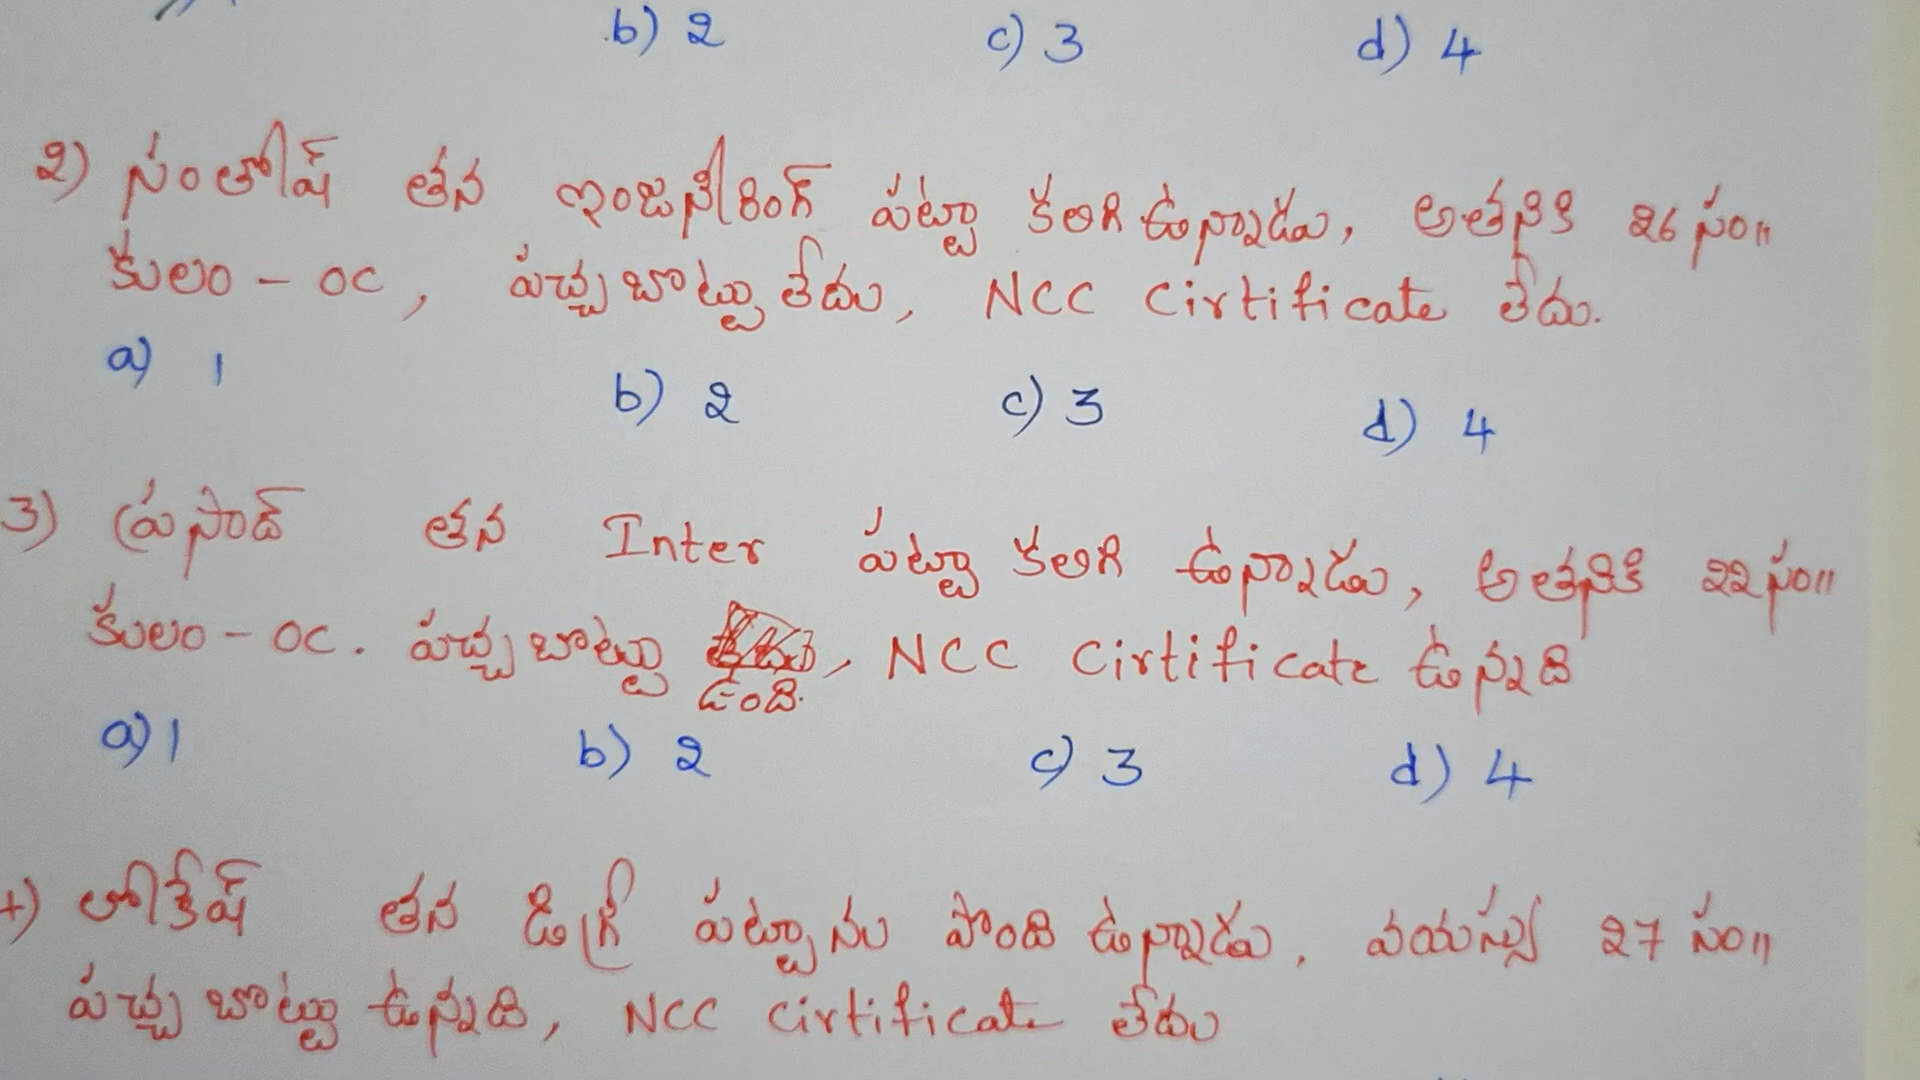 b) 2 c) 3 d) 4
2) సంతోష్ తన ఇంజనీరింగ్ పట్టా కలిగి ఉన్నాడు, అతనికి 26 సం॥
కులం - OC, పచ్చబొట్టు లేదు, NCC Cirtificate లేదు.
a) 1 b) 2 c) 3 d) 4
3) ప్రసాద్ తన Inter పట్టా కలిగి ఉన్నాడు, అతనికి 22 సం॥
కులం - OC. పచ్చబొట్టు ఉంది, NCC Cirtificate ఉన్నది
a) 1 b) 2 c) 3 d) 4
4) లోకేష్ తన డిగ్రీ పట్టాను పొంది ఉన్నాడు, వయస్సు 27 సం॥
పచ్చబొట్టు ఉన్నది, NCC Cirtificate లేదు